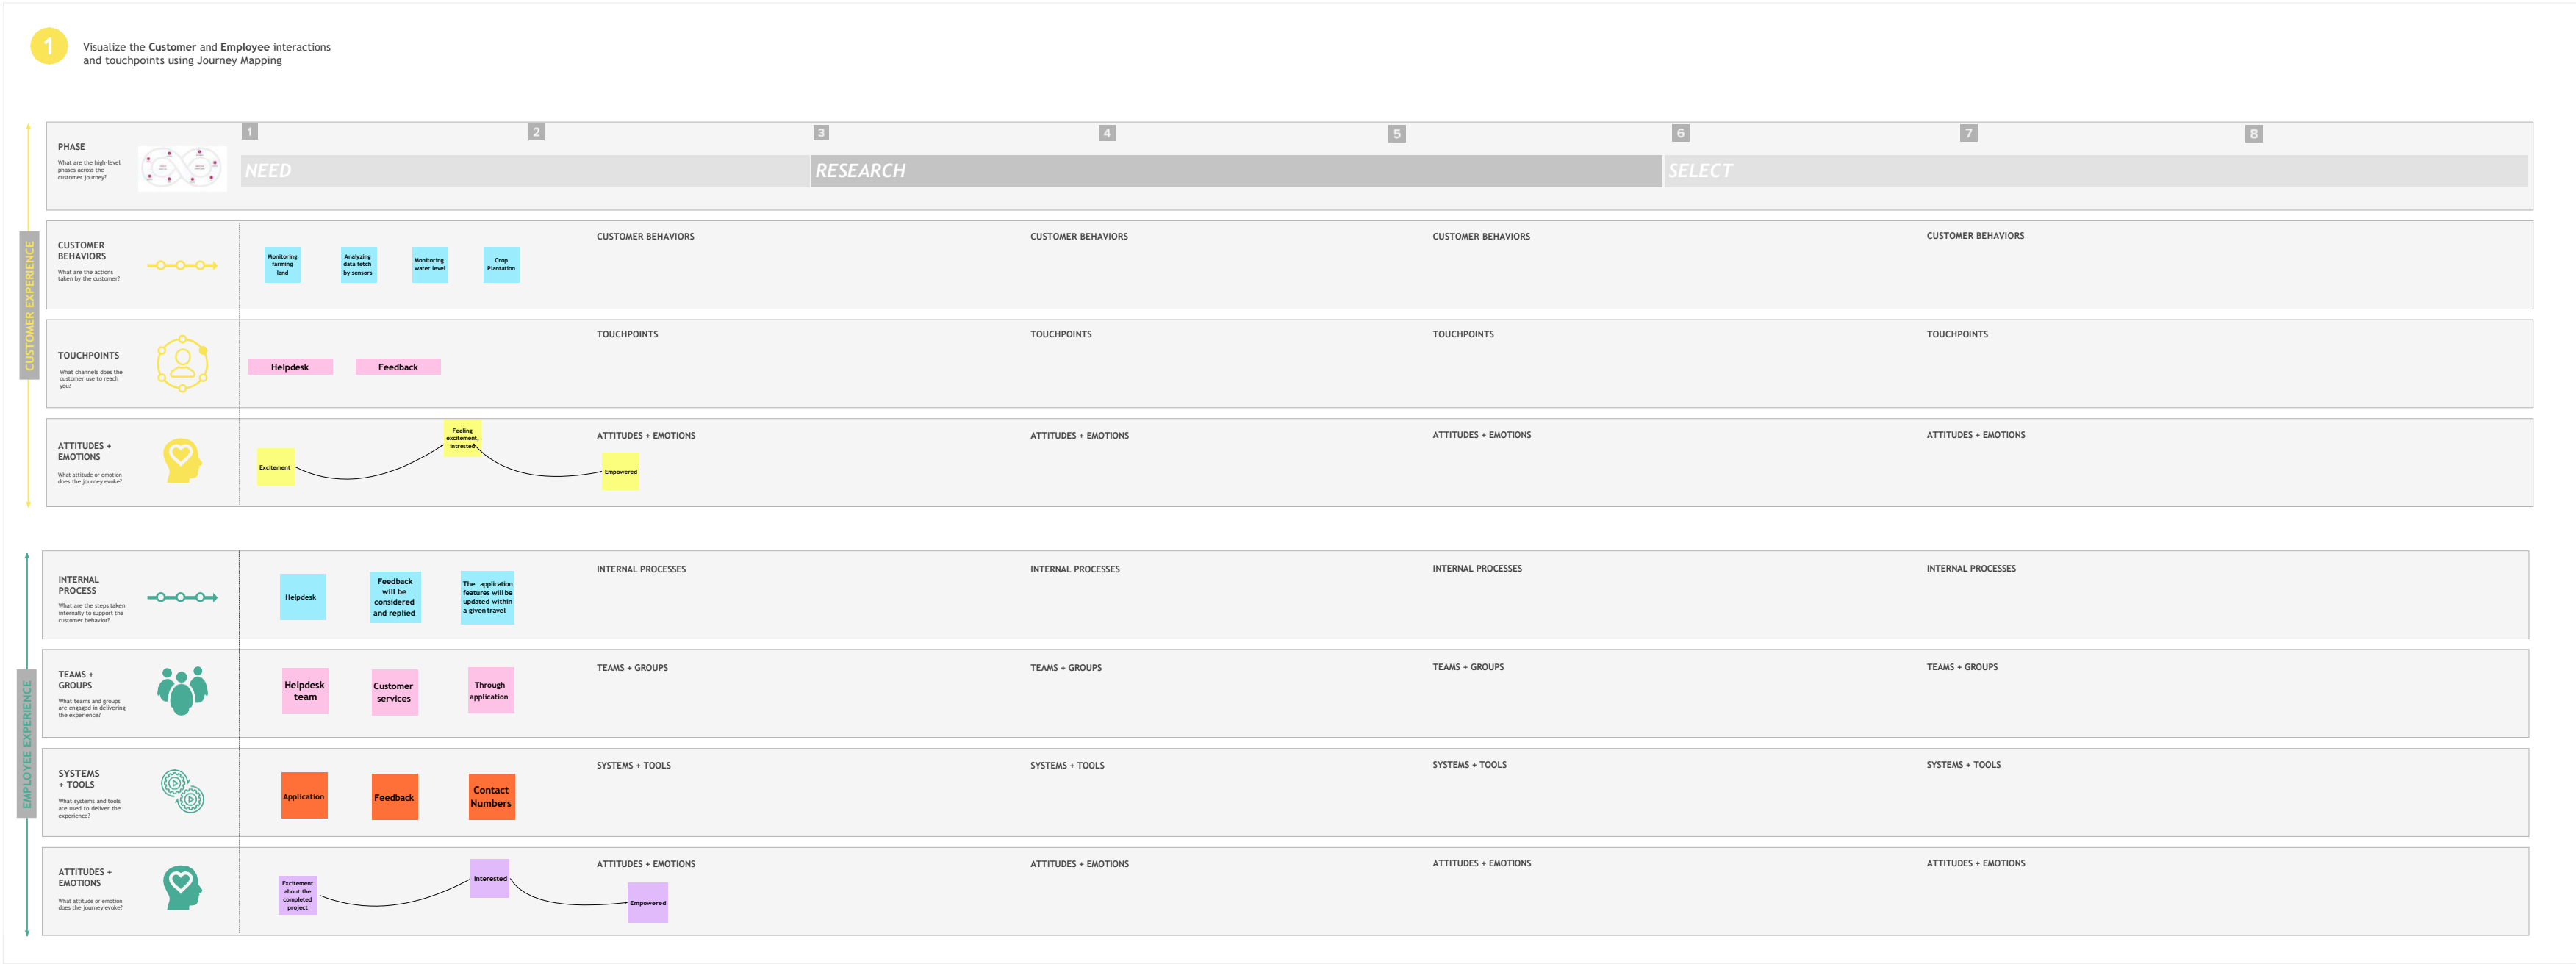 1
Visualize the Customer and Employee interactions
and touchpoints using Journey Mapping
CUSTOMER EXPERIENCE
PHASE
What are the high-level
phases across the
customer journey?
1
2
3
4
5
6
7
8
NEED
RESEARCH
SELECT
CUSTOMER
BEHAVIORS
What are the actions
taken by the customer?
Monitoring
farming
land
Analyzing
data fetch
by sensors
Monitoring
water level
Crop
Plantation
CUSTOMER BEHAVIORS
CUSTOMER BEHAVIORS
CUSTOMER BEHAVIORS
CUSTOMER BEHAVIORS
TOUCHPOINTS
What channels does the
customer use to reach
you?
Helpdesk
Feedback
TOUCHPOINTS
TOUCHPOINTS
TOUCHPOINTS
TOUCHPOINTS
ATTITUDES +
EMOTIONS
What attitude or emotion
does the journey evoke?
Excitement
Feeling
excitement,
intrested
Empowered
ATTITUDES + EMOTIONS
ATTITUDES + EMOTIONS
ATTITUDES + EMOTIONS
ATTITUDES + EMOTIONS
EMPLOYEE EXPERIENCE
INTERNAL
PROCESS
What are the steps taken
internally to support the
customer behavior?
Helpdesk
Feedback
will be
considered
and replied
The application
features will be
updated within
a given travel
INTERNAL PROCESSES
INTERNAL PROCESSES
INTERNAL PROCESSES
INTERNAL PROCESSES
TEAMS +
GROUPS
What teams and groups
are engaged in delivering
the experience?
Helpdesk
team
Customer
services
Through
application
TEAMS + GROUPS
TEAMS + GROUPS
TEAMS + GROUPS
TEAMS + GROUPS
SYSTEMS
+ TOOLS
What systems and tools
are used to deliver the
experience?
Application
Feedback
Contact
Numbers
SYSTEMS + TOOLS
SYSTEMS + TOOLS
SYSTEMS + TOOLS
SYSTEMS + TOOLS
ATTITUDES +
EMOTIONS
What attitude or emotion
does the journey evoke?
Excitement
about the
completed
project
Interested
Empowered
ATTITUDES + EMOTIONS
ATTITUDES + EMOTIONS
ATTITUDES + EMOTIONS
ATTITUDES + EMOTIONS